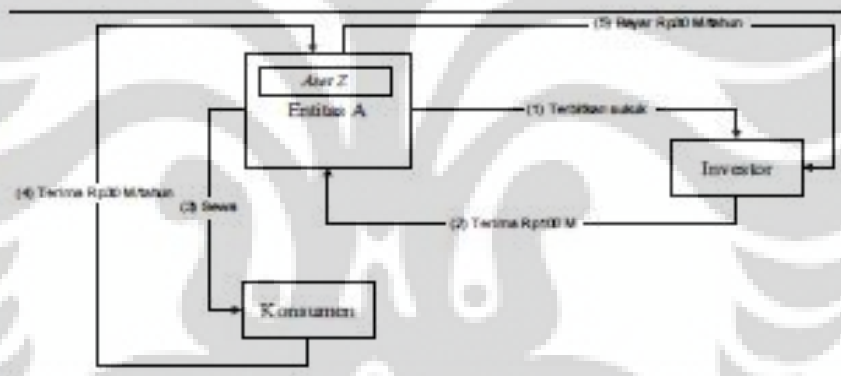 (5) Bayar Rp30 M/tahun
Aset Z
Entitas A
(1) Terbitkan sukuk
Investor
(4) Terima Rp30 M/tahun
(3) Sewa
(2) Terima Rp100 M
Konsumen